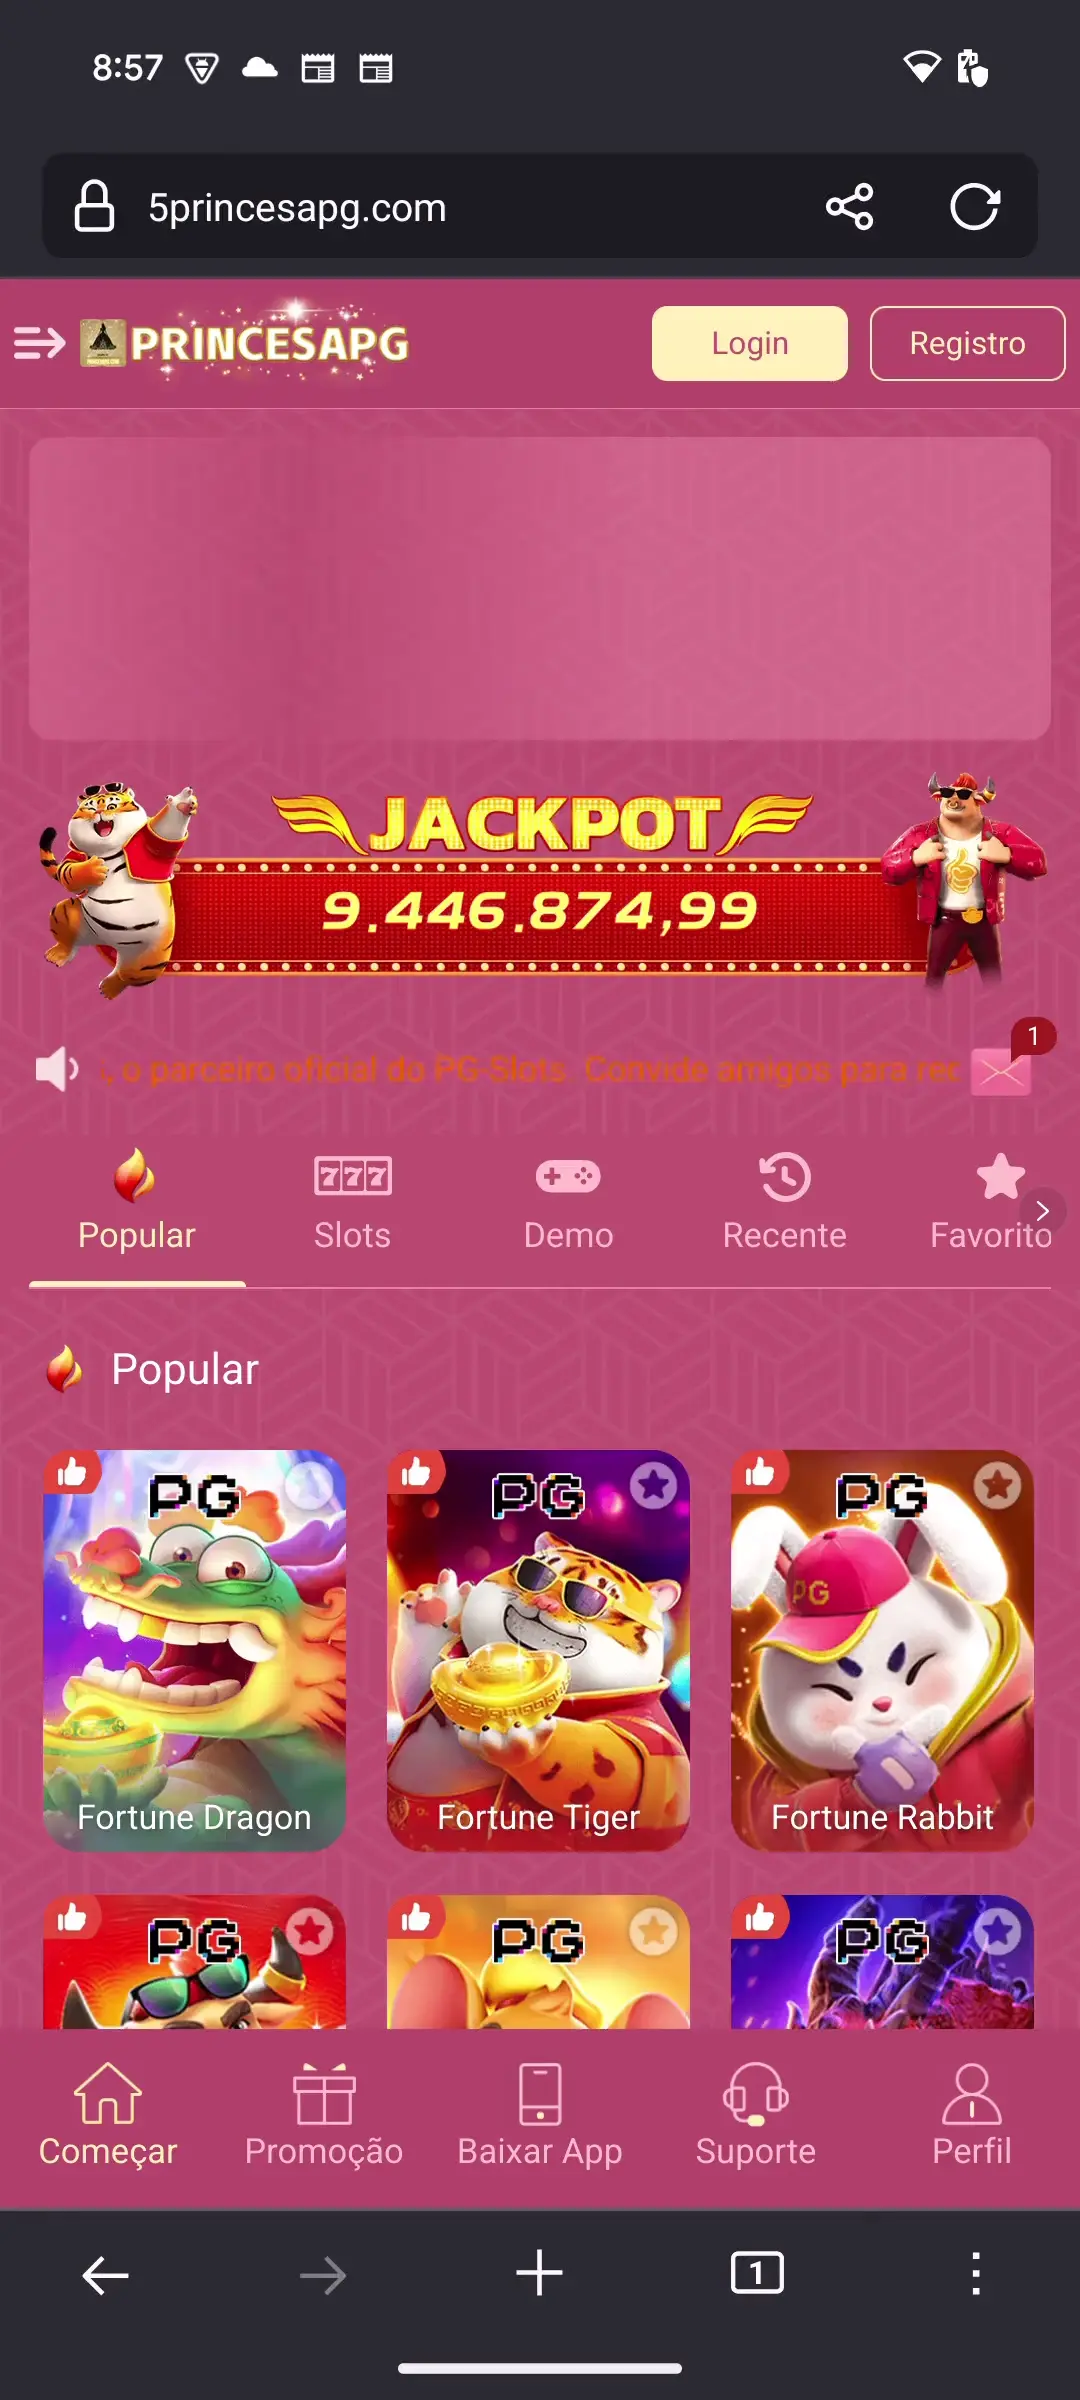 8:57
5princesapg.com
PRINCESAPG
Login
Registro
JACKPOT
9.446.874,99
1
, o parceiro oficial do PG-Slots. Convide amigos para rec
777
Popular
Slots
Demo
Recente
Favorito
Popular
PG
PG
PG
PG
Fortune Dragon
Fortune Tiger
Fortune Rabbit
PG
PG
PG
Começar
Promoção
Baixar App
Suporte
Perfil
1